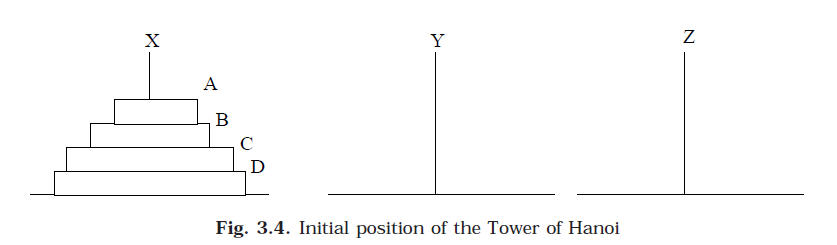 X
Y
Z
A
B
C
D
Fig. 3.4. Initial position of the Tower of Hanoi